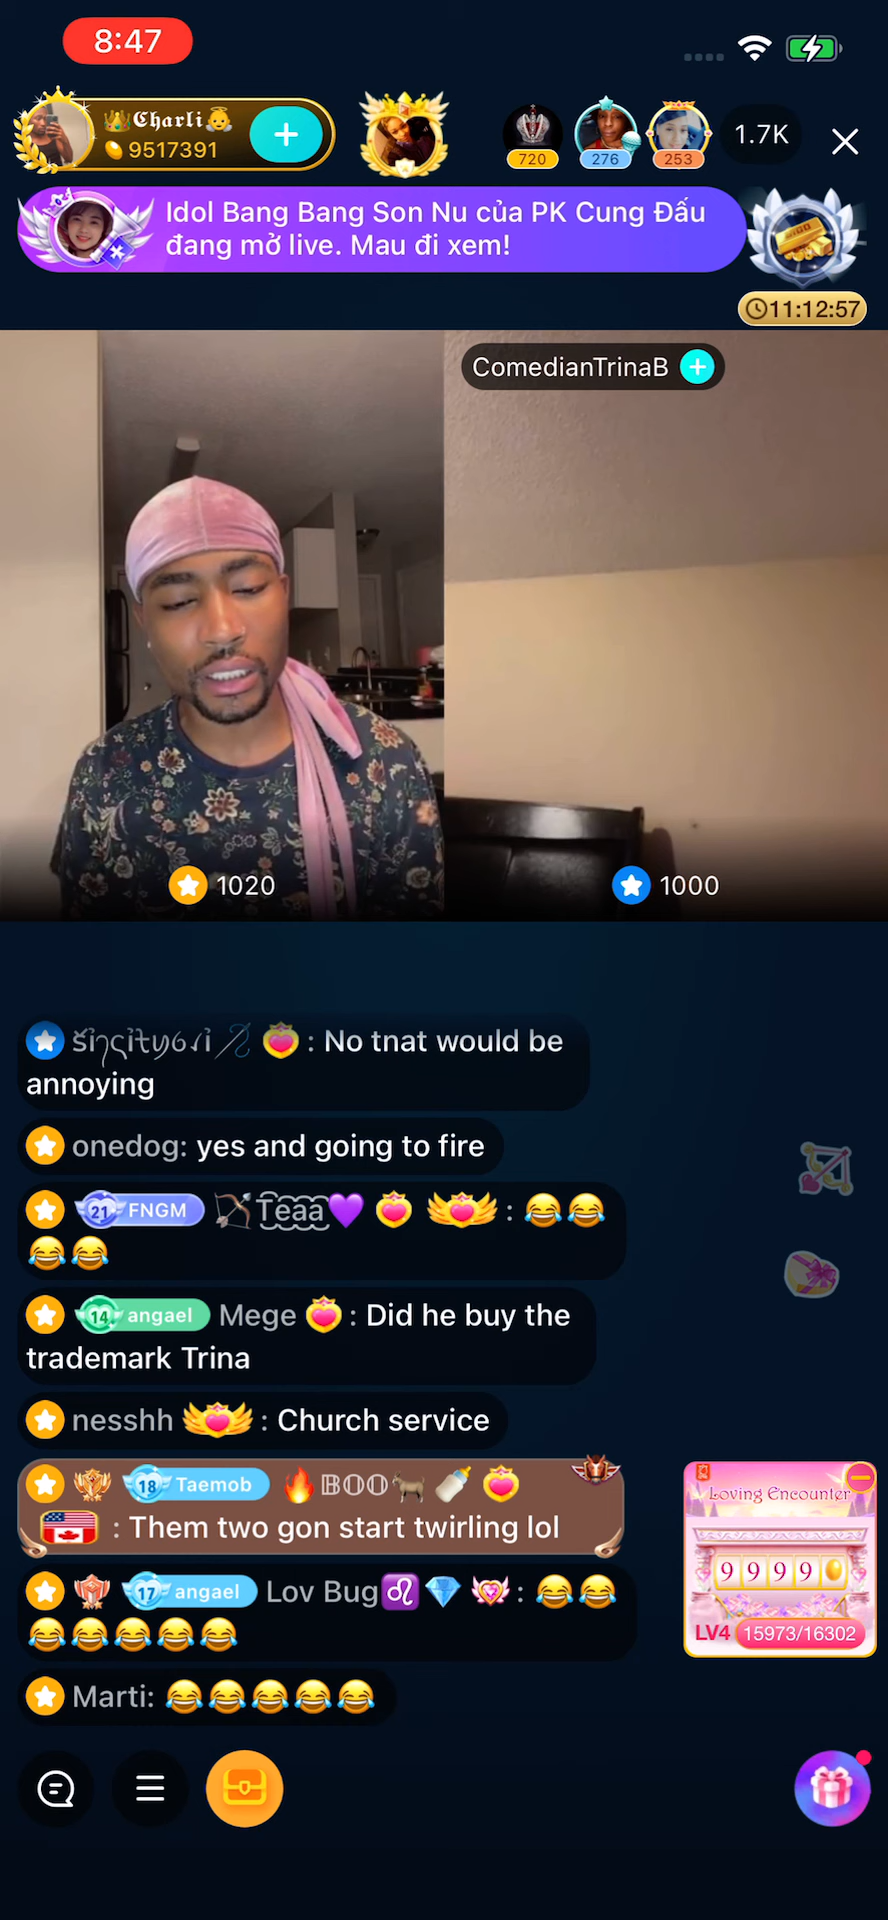 8:47
👑𝕮𝖍𝖆𝖗𝖑𝖎👼
9517391
720
276
253
1.7K
Idol Bang Bang Son Nu của PK Cung Đấu
đang mở live. Mau đi xem!
11:12:57
ComedianTrinaB
1020
1000
: No tnat would be
annoying
onedog: yes and going to fire
21 FNGM 🏹T͟͟e͟͟a͟͟a💜 : 😂😂
😂😂
14 angael Mege : Did he buy the
trademark Trina
nesshh : Church service
18 Taemob 🔥𝔹𝕆𝕆🐐🍼
: Them two gon start twirling lol
17 angael Lov Bug♌💎 : 😂😂
😂😂😂😂😂
Marti: 😂😂😂😂😂
Loving Encounter
9 9 9 9
LV4 15973/16302